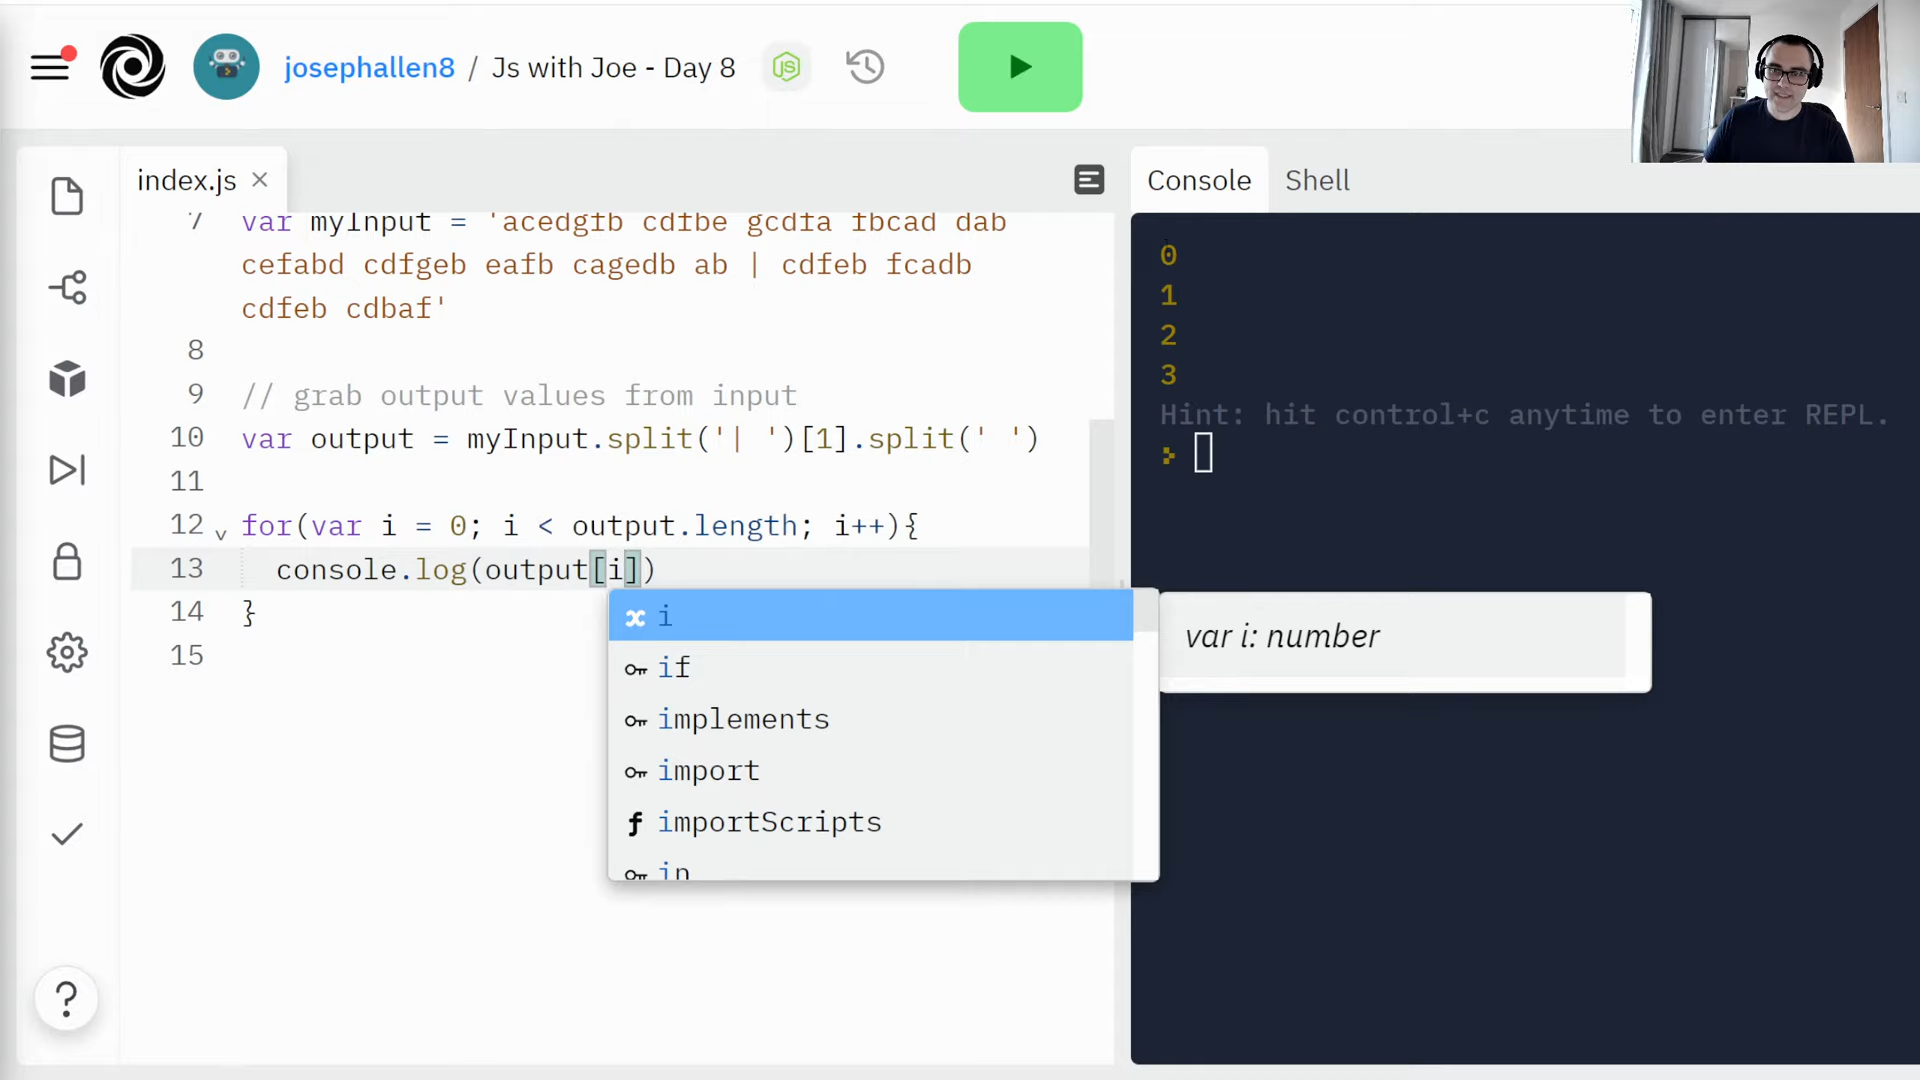 josephallen8 / Js with Joe - Day 8
index.js
Console Shell
7 var myInput = 'acedgfb cdfbe gcdfa fbcad dab
cefabd cdfgeb eafb cagedb ab | cdfeb fcadb
cdfeb cdbaf'
8
9 // grab output values from input
10 var output = myInput.split('| ')[1].split(' ')
11
12 for(var i = 0; i < output.length; i++){
13 console.log(output[i])
14 }
15
i
if
implements
import
importScripts
in
var i: number
0
1
2
3
Hint: hit control+c anytime to enter REPL.
?